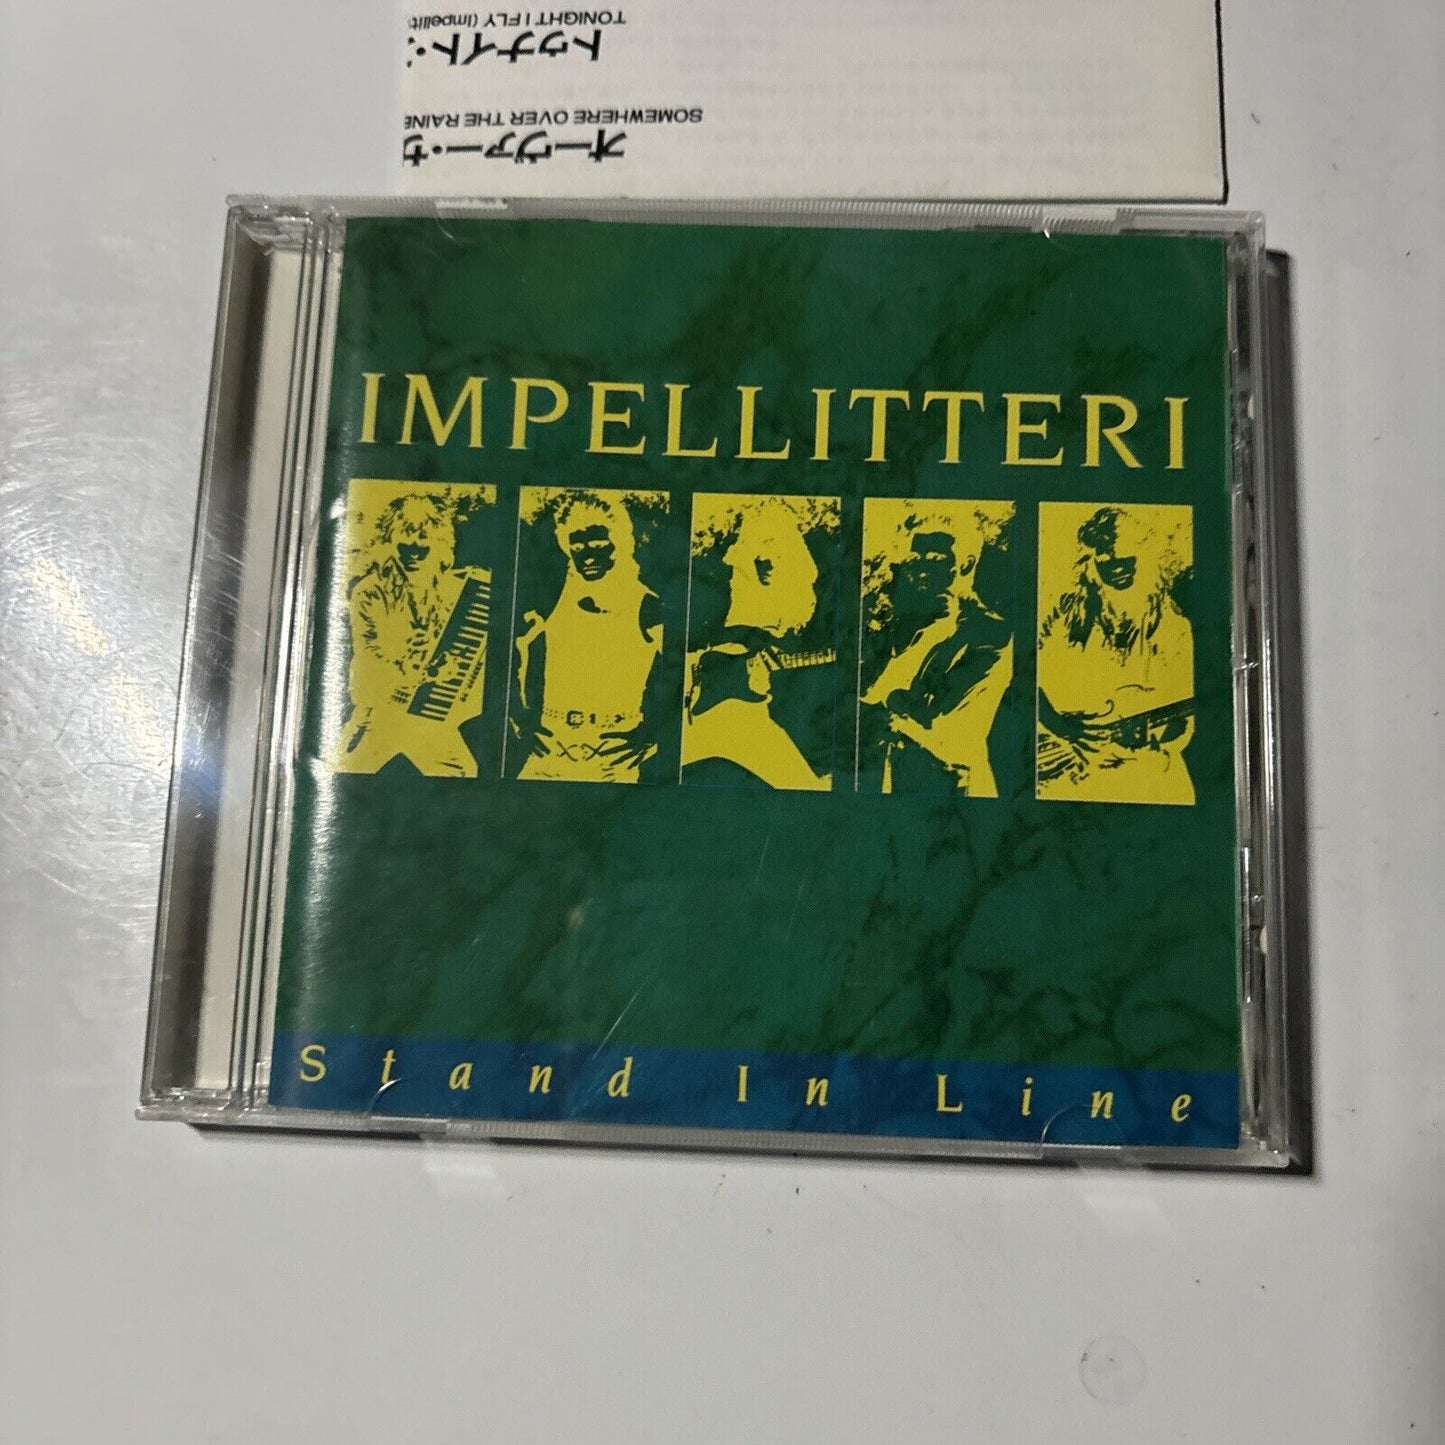 TONIGHT I FLY (Impellit
トゥナイト・
SOMEWHERE OVER THE RAINB
オーヴァー・ザ
IMPELLITTERI
Stand In Line